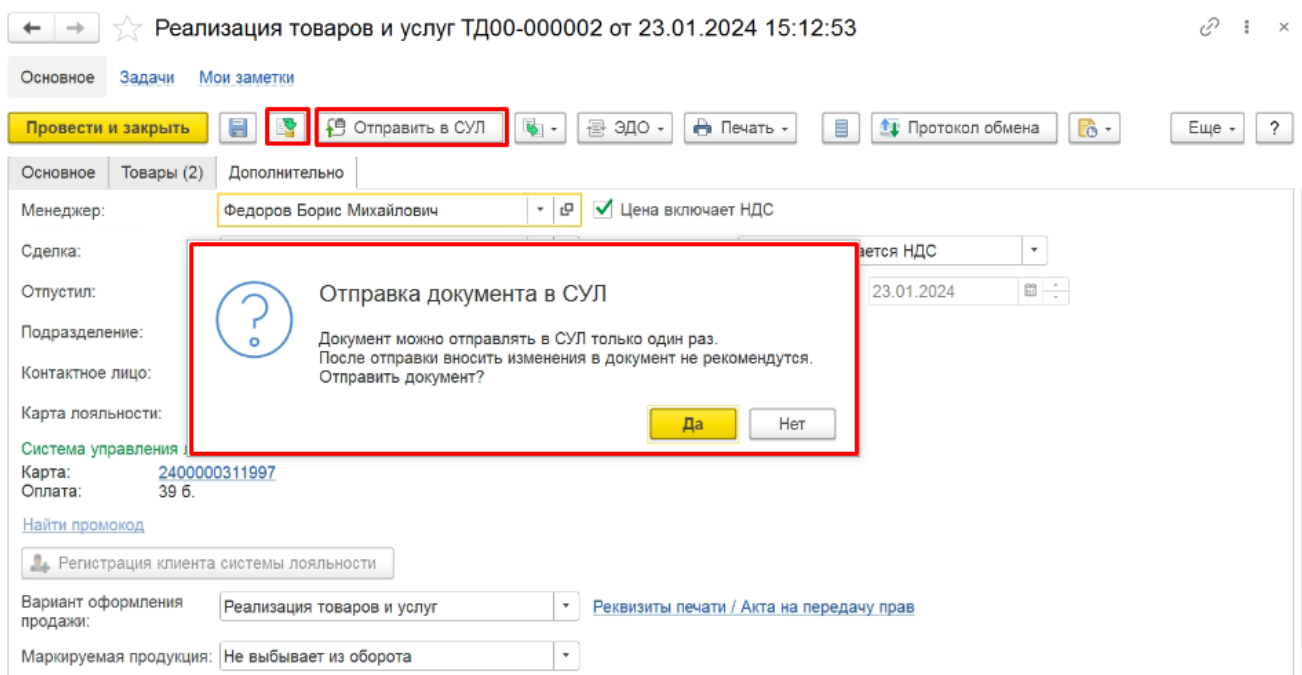 Реализация товаров и услуг ТД00-000002 от 23.01.2024 15:12:53
Основное Задачи Мои заметки
Провести и закрыть Отправить в СУЛ ЭДО Печать Протокол обмена Еще ?
Основное Товары (2) Дополнительно
Менеджер: Федоров Борис Михайлович Цена включает НДС
Сделка: ается НДС
Отпустил: 23.01.2024
Подразделение:
Контактное лицо:
Карта лояльности:
Отправка документа в СУЛ
Документ можно отправлять в СУЛ только один раз.
После отправки вносить изменения в документ не рекомендутся.
Отправить документ?
Да Нет
Система управления
Карта: 2400000311997
Оплата: 39 б.
Найти промокод
Регистрация клиента системы лояльности
Вариант оформления
продажи: Реализация товаров и услуг Реквизиты печати / Акта на передачу прав
Маркируемая продукция: Не выбывает из оборота